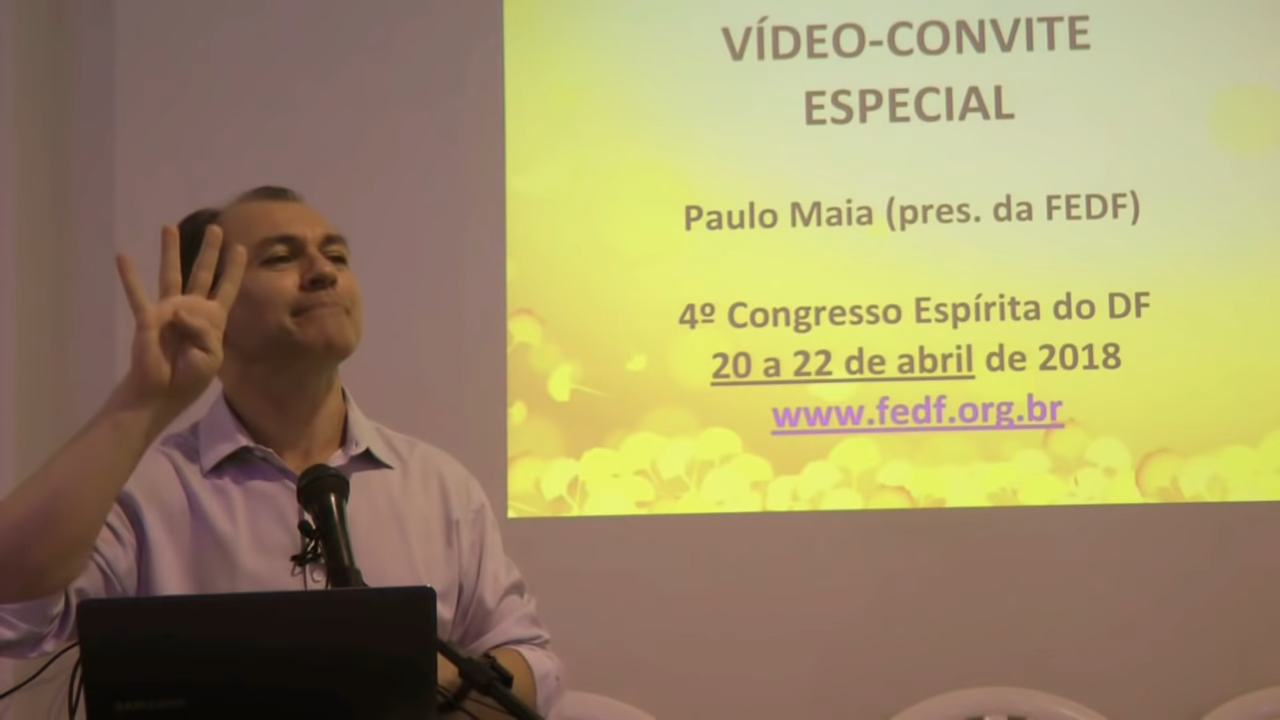 VÍDEO-CONVITE
ESPECIAL
Paulo Maia (pres. da FEDF)
4º Congresso Espírita do DF
20 a 22 de abril de 2018
www.fedf.org.br